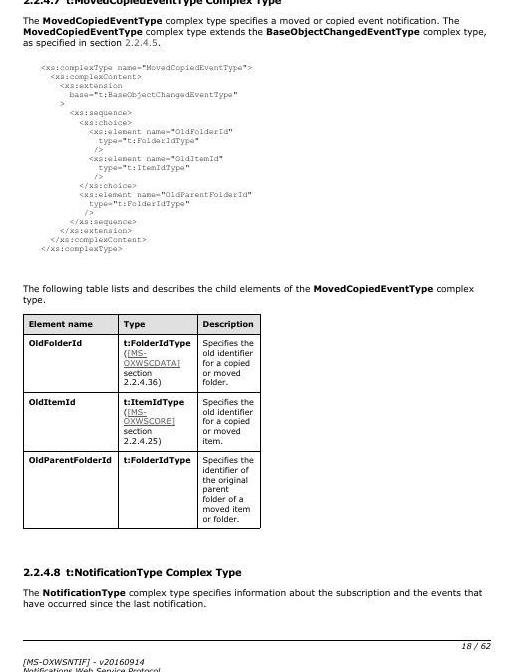 2.2.4.7 t:MovedCopiedEventType Complex Type
The MovedCopiedEventType complex type specifies a moved or copied event notification. The
MovedCopiedEventType complex type extends the BaseObjectChangedEventType complex type,
as specified in section 2.2.4.5.
<xs:complexType name="MovedCopiedEventType">
<xs:complexContent>
<xs:extension
base="t:BaseObjectChangedEventType"
>
<xs:sequence>
<xs:choice>
<xs:element name="OldFolderId"
type="t:FolderIdType"
/>
<xs:element name="OldItemId"
type="t:ItemIdType"
/>
</xs:choice>
<xs:element name="OldParentFolderId"
type="t:FolderIdType"
/>
</xs:sequence>
</xs:extension>
</xs:complexContent>
</xs:complexType>
The following table lists and describes the child elements of the MovedCopiedEventType complex
type.
Element name Type Description
OldFolderId
t:FolderIdType
([MS-
OXWSCDATA]
section
2.2.4.36)
Specifies the
old identifier
for a copied
or moved
folder.
OldItemId
t:ItemIdType
([MS-
OXWSCORE]
section
2.2.4.25)
Specifies the
old identifier
for a copied
or moved
item.
OldParentFolderId
t:FolderIdType
Specifies the
identifier of
the original
parent
folder of a
moved item
or folder.
2.2.4.8 t:NotificationType Complex Type
The NotificationType complex type specifies information about the subscription and the events that
have occurred since the last notification.
18 / 62
[MS-OXWSNTIF] - v20160914
Notifications Web Service Protocol